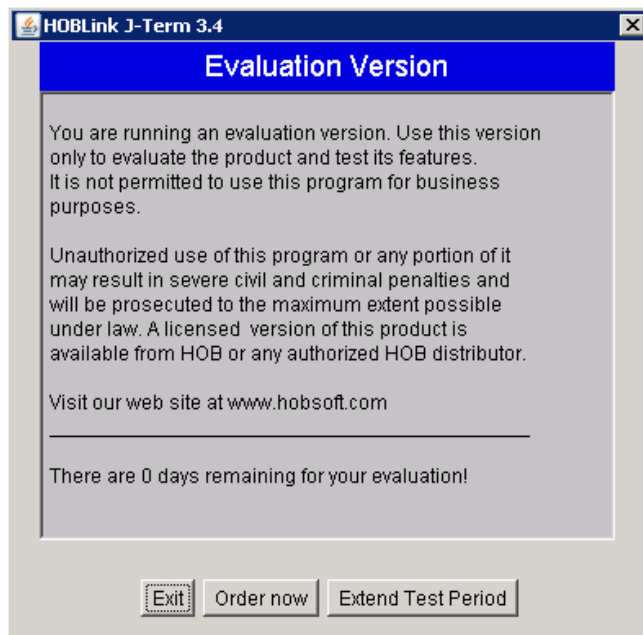 HOBLink J-Term 3.4
Evaluation Version
You are running an evaluation version. Use this version
only to evaluate the product and test its features.
It is not permitted to use this program for business
purposes.
Unauthorized use of this program or any portion of it
may result in severe civil and criminal penalties and
will be prosecuted to the maximum extent possible
under law. A licensed  version of this product is
available from HOB or any authorized HOB distributor.
Visit our web site at www.hobsoft.com
There are 0 days remaining for your evaluation!
Exit Order now Extend Test Period